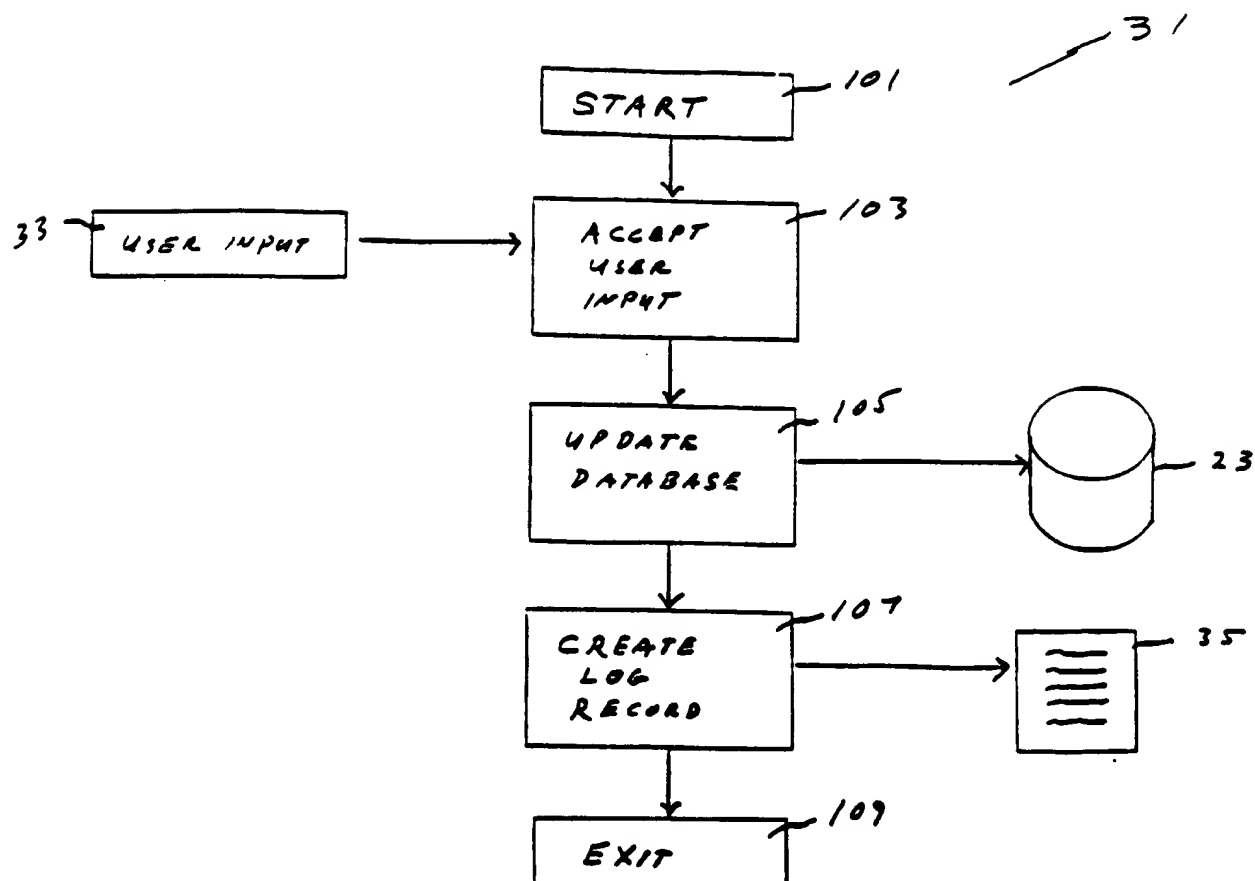 31
101
START
103
33
USER INPUT
ACCEPT
USER
INPUT
105
UPDATE
DATABASE
23
107
CREATE
LOG
RECORD
35
109
EXIT